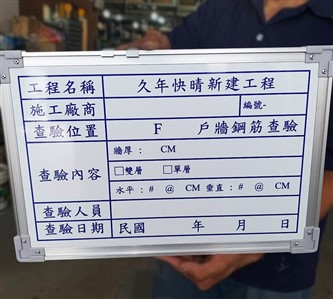 工程名稱 久年快晴新建工程
施工廠商 編號-
查驗位置 F 戶牆鋼筋查驗
查驗內容
牆厚： CM
□雙層 □單層
水平：# @ CM 垂直：# @ CM
查驗人員
查驗日期 民國 年 月 日